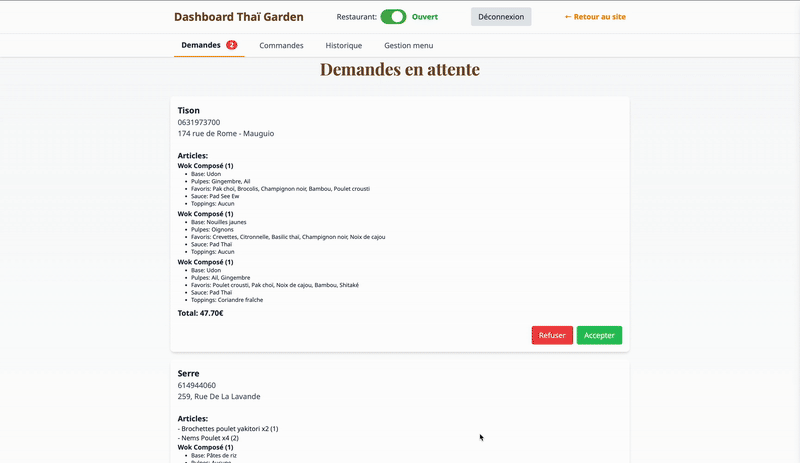 Dashboard Thaï Garden
Restaurant: Ouvert
Déconnexion
← Retour au site
Demandes 2
Commandes
Historique
Gestion menu
Demandes en attente
Tison
0631973700
174 rue de Rome - Mauguio
Articles:
Wok Composé (1)
• Base: Udon
• Pulpes: Gingembre, Ail
• Favoris: Pak choï, Brocolis, Champignon noir, Bambou, Poulet crousti
• Sauce: Pad See Ew
• Toppings: Aucun
Wok Composé (1)
• Base: Nouilles jaunes
• Pulpes: Oignons
• Favoris: Crevettes, Citronnelle, Basilic thaï, Champignon noir, Noix de cajou
• Sauce: Pad Thaï
• Toppings: Aucun
Wok Composé (1)
• Base: Udon
• Pulpes: Ail, Gingembre
• Favoris: Poulet crousti, Pak choï, Noix de cajou, Bambou, Shitaké
• Sauce: Pad Thaï
• Toppings: Coriandre fraîche
Total: 47.70€
Refuser
Accepter
Serre
614944060
259, Rue De La Lavande
Articles:
- Brochettes poulet yakitori x2 (1)
- Nems Poulet x4 (2)
Wok Composé (1)
• Base: Pâtes de riz